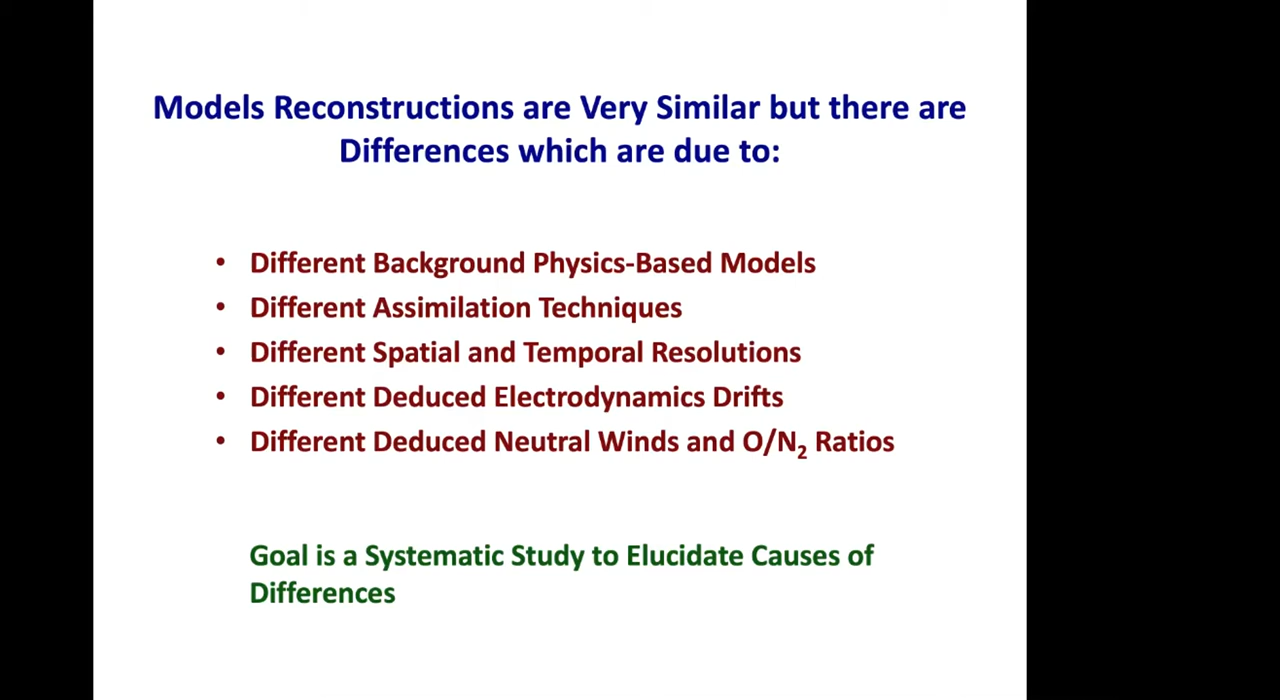 Models Reconstructions are Very Similar but there are
Differences which are due to:
• Different Background Physics-Based Models
• Different Assimilation Techniques
• Different Spatial and Temporal Resolutions
• Different Deduced Electrodynamics Drifts
• Different Deduced Neutral Winds and O/N₂ Ratios
Goal is a Systematic Study to Elucidate Causes of
Differences